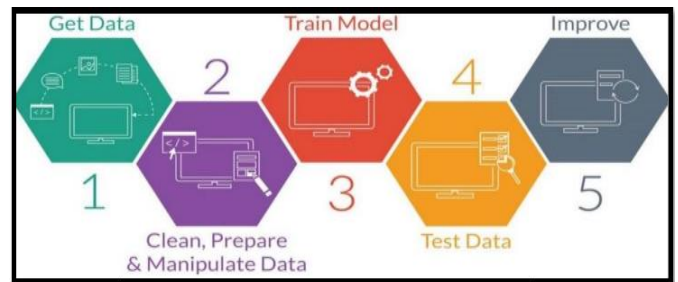 Get Data
1
2
Clean, Prepare
& Manipulate Data
Train Model
3
4
Test Data
Improve
5